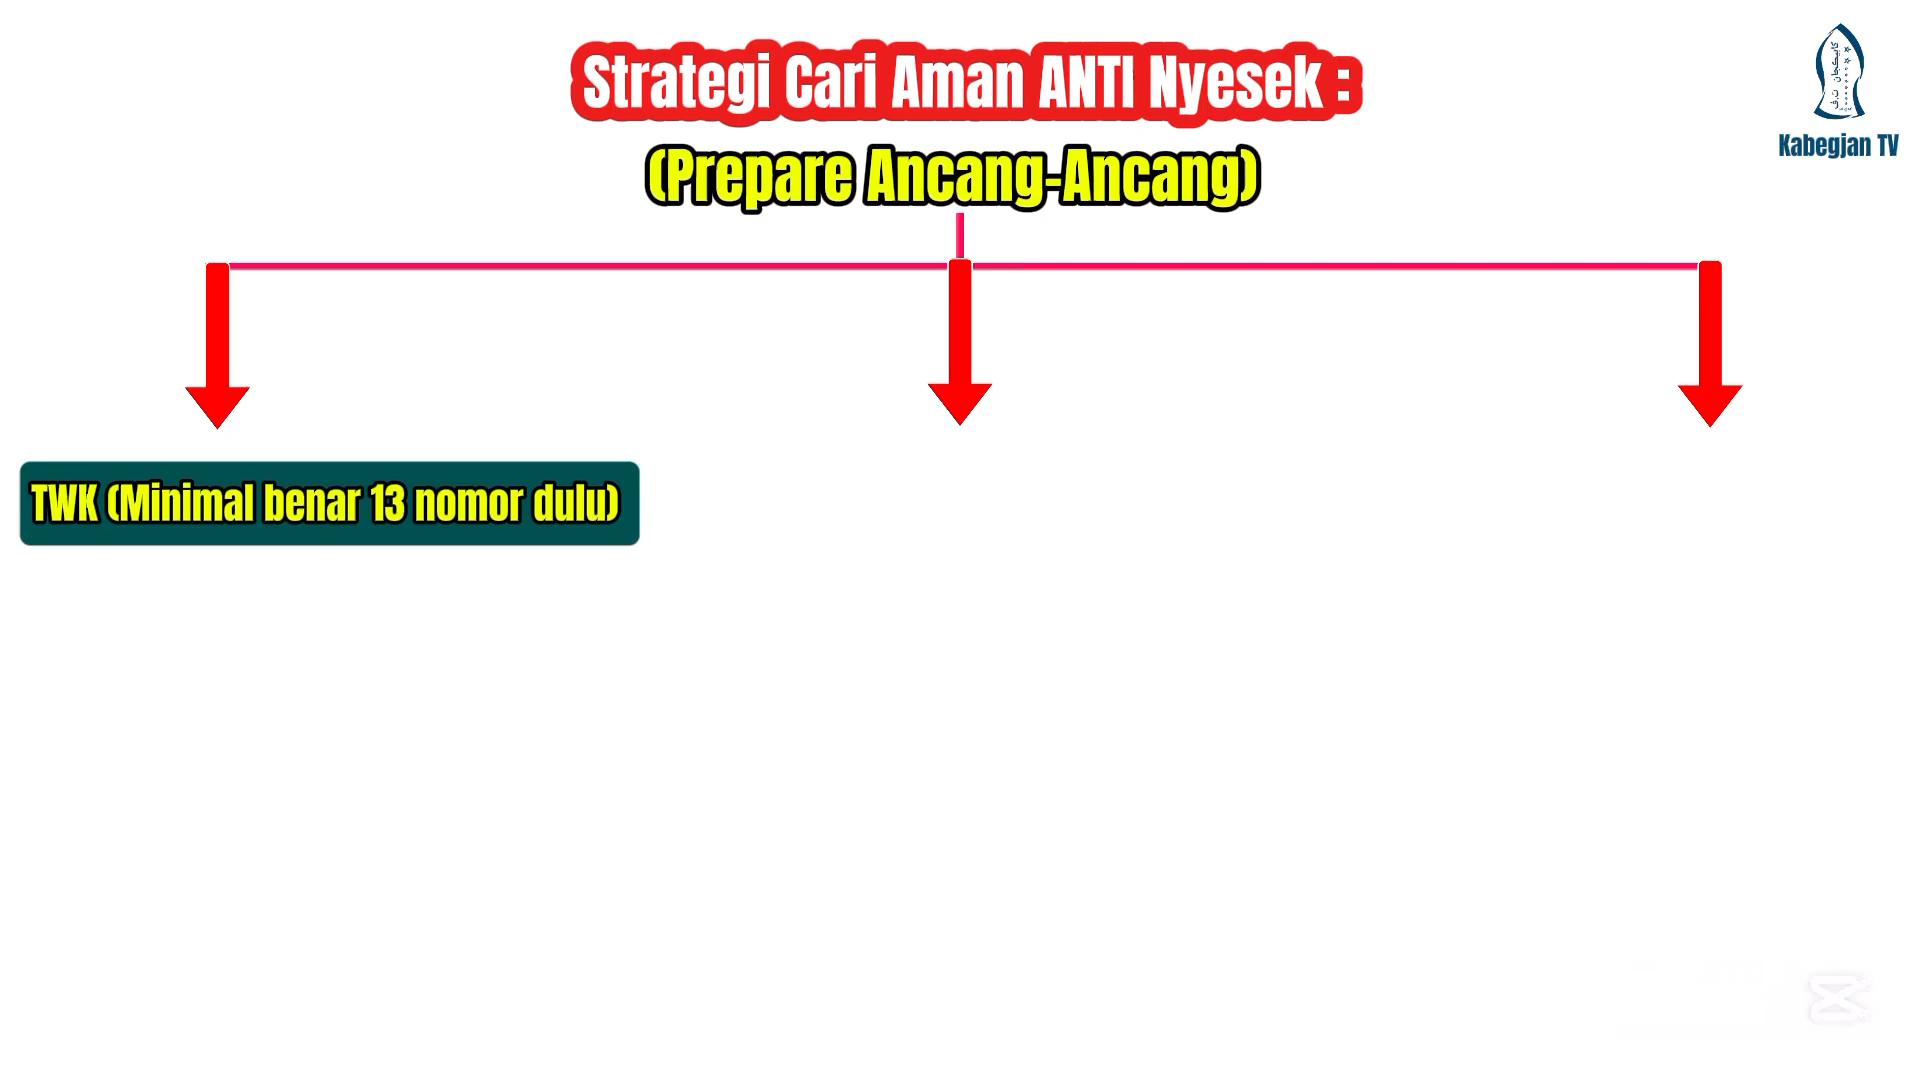 Strategi Cari Aman ANTI Nyesek :
(Prepare Ancang-Ancang)
Kabegjan TV
TWK (Minimal benar 13 nomor dulu)